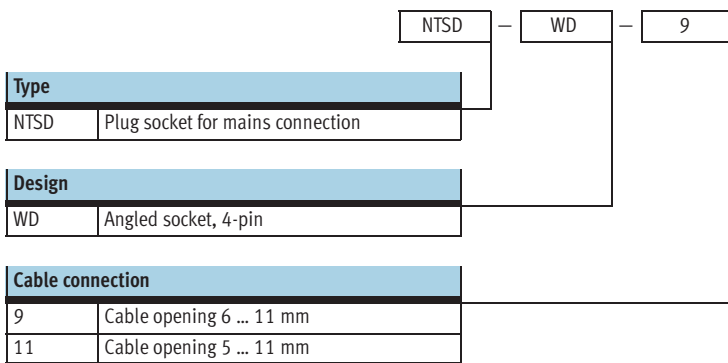 NTSD – WD – 9
Type
NTSD Plug socket for mains connection
Design
WD Angled socket, 4-pin
Cable connection
9 Cable opening 6 … 11 mm
11 Cable opening 5 … 11 mm